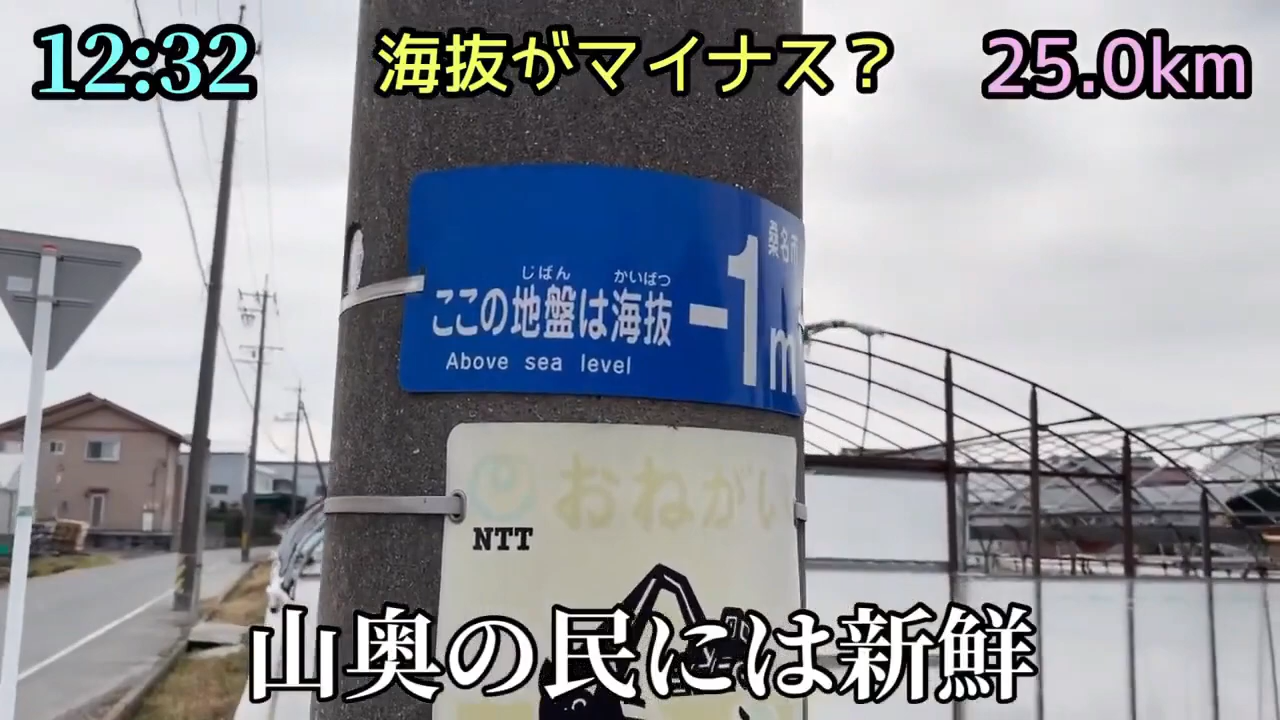 12:32
海抜がマイナス？
25.0km
桑名市
じばん かいばつ
ここの地盤は海抜 -1m
Above sea level
おねがい
NTT
山奥の民には新鮮